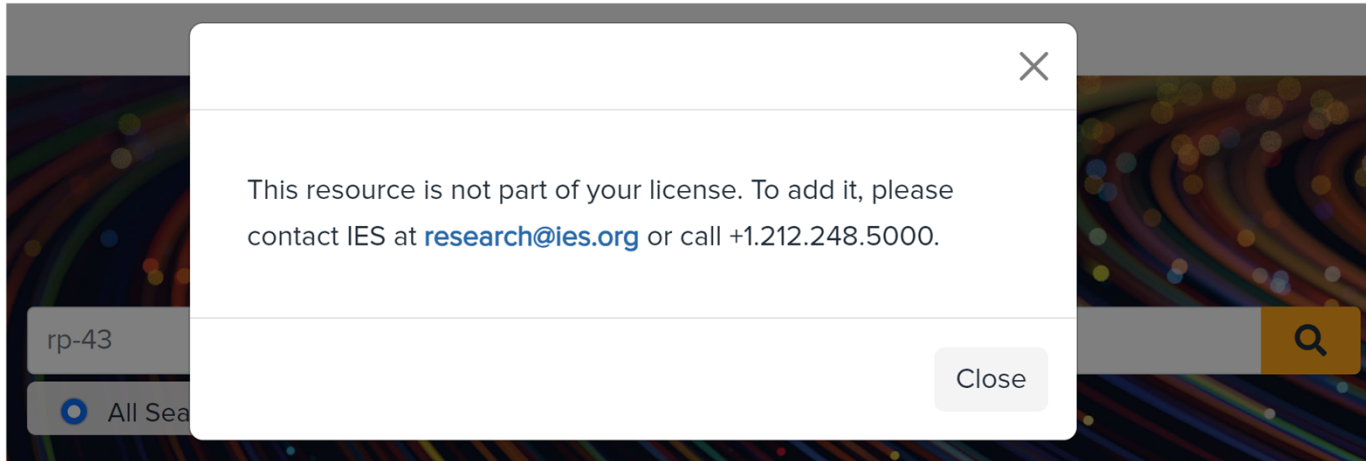 This resource is not part of your license. To add it, please
contact IES at research@ies.org or call +1.212.248.5000.
rp-43
Close
All Sea